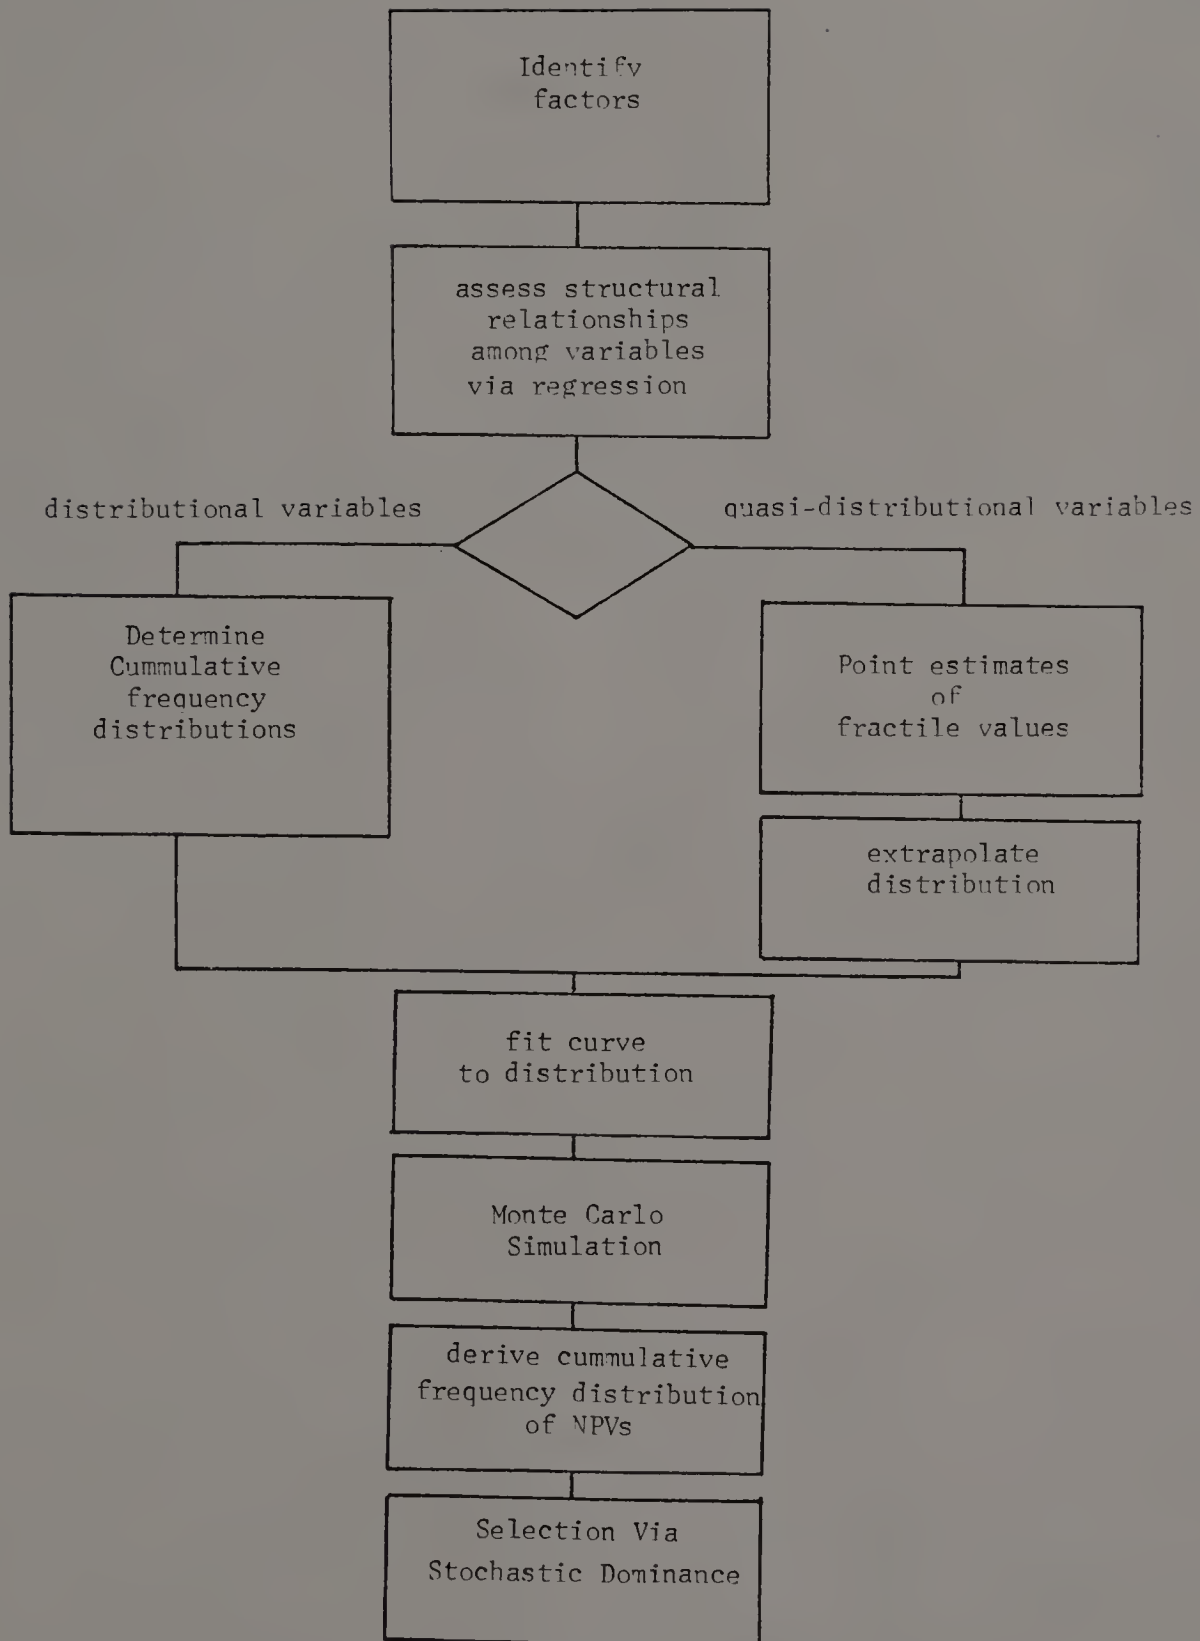 Identify
factors
assess structural
relationships
among variables
via regression
distributional variables
quasi-distributional variables
Determine
Cummulative
frequency
distributions
Point estimates
of
fractile values
extrapolate
distribution
fit curve
to distribution
Monte Carlo
Simulation
derive cummulative
frequency distribution
of NPVs
Selection Via
Stochastic Dominance